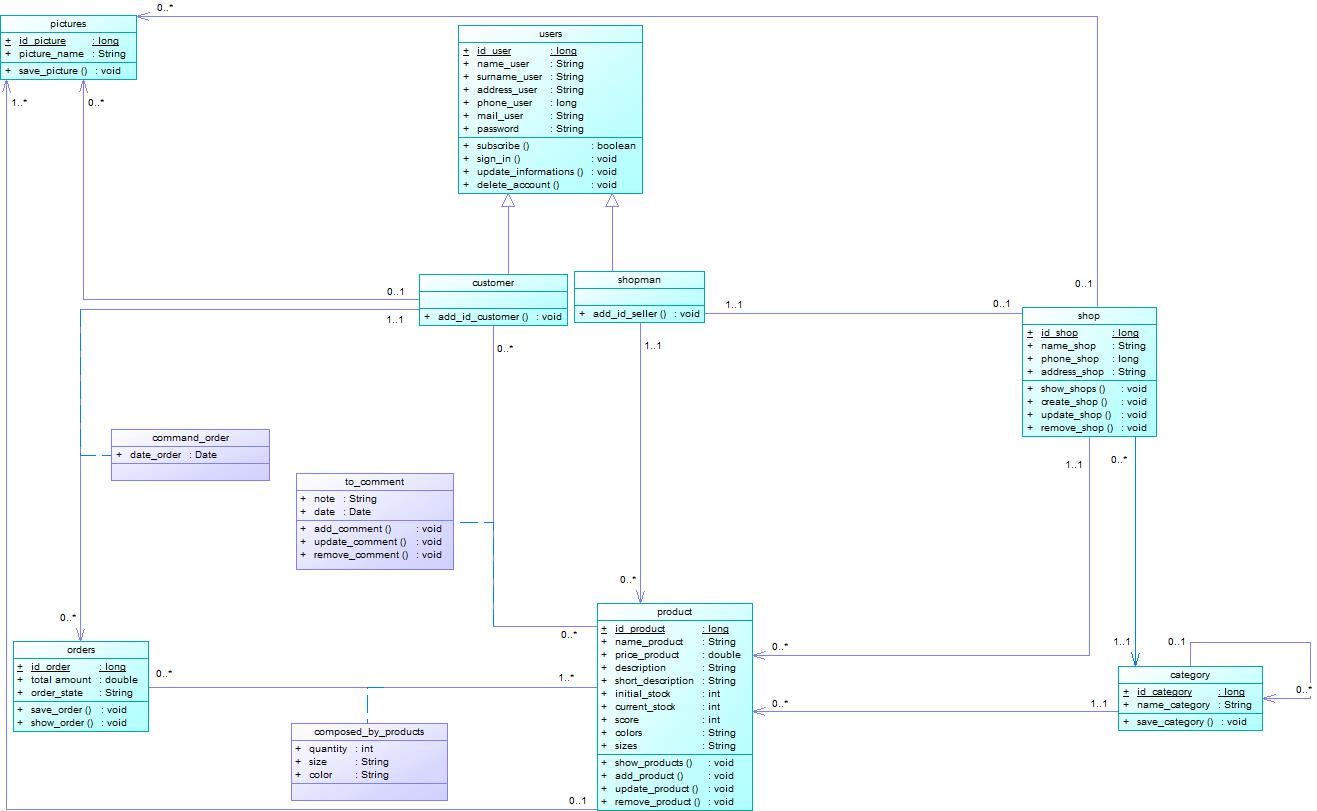 0..*
pictures
+ id_picture : long
+ picture_name : String
+ save_picture () : void
1..*
0..*
users
+ id_user : long
+ name_user : String
+ surname_user : String
+ address_user : String
+ phone_user : long
+ mail_user : String
+ password : String
+ subscribe () : boolean
+ sign_in () : void
+ update_informations () : void
+ delete_account () : void
customer
+ add_id_customer () : void
0..1
1..1
0..*
shopman
+ add_id_seller () : void
1..1
1..1
0..1
0..1
shop
+ id_shop : long
+ name_shop : String
+ phone_shop : long
+ address_shop : String
+ show_shops () : void
+ create_shop () : void
+ update_shop () : void
+ remove_shop () : void
1..1
0..*
command_order
+ date_order : Date
to_comment
+ note : String
+ date : Date
+ add_comment () : void
+ update_comment () : void
+ remove_comment () : void
0..*
0..*
0..*
orders
+ id_order : long
+ total amount : double
+ order_state : String
+ save_order () : void
+ show_order () : void
0..*
1..*
composed_by_products
+ quantity : int
+ size : String
+ color : String
0..1
product
+ id_product : long
+ name_product : String
+ price_product : double
+ description : String
+ short_description : String
+ initial_stock : int
+ current_stock : int
+ score : int
+ colors : String
+ sizes : String
+ show_products () : void
+ add_product () : void
+ update_product () : void
+ remove_product () : void
0..*
0..*
1..1
1..1
0..1
0..*
category
+ id_category : long
+ name_category : String
+ save_category () : void